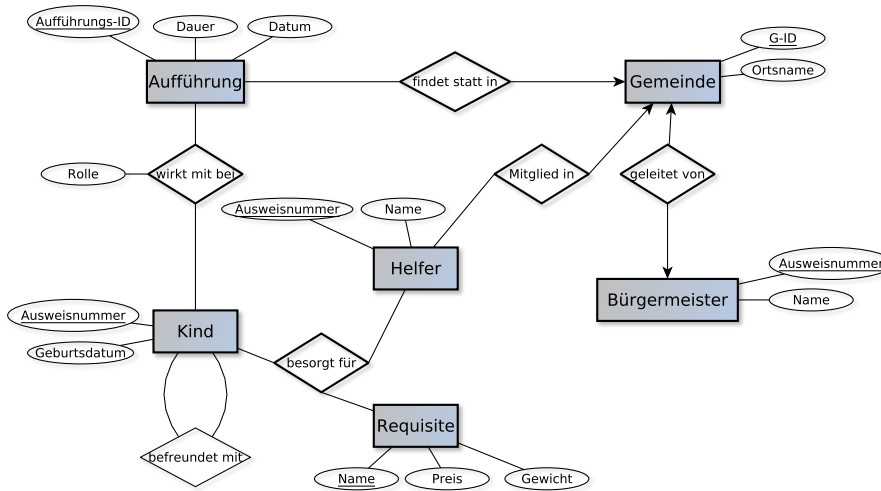 Aufführungs-ID
Dauer
Datum
G-ID
Aufführung
findet statt in
Gemeinde
Ortsname
Rolle
wirkt mit bei
Mitglied in
geleitet von
Ausweisnummer
Name
Helfer
Ausweisnummer
Bürgermeister
Name
Ausweisnummer
Kind
Geburtsdatum
besorgt für
Requisite
befreundet mit
Name
Preis
Gewicht